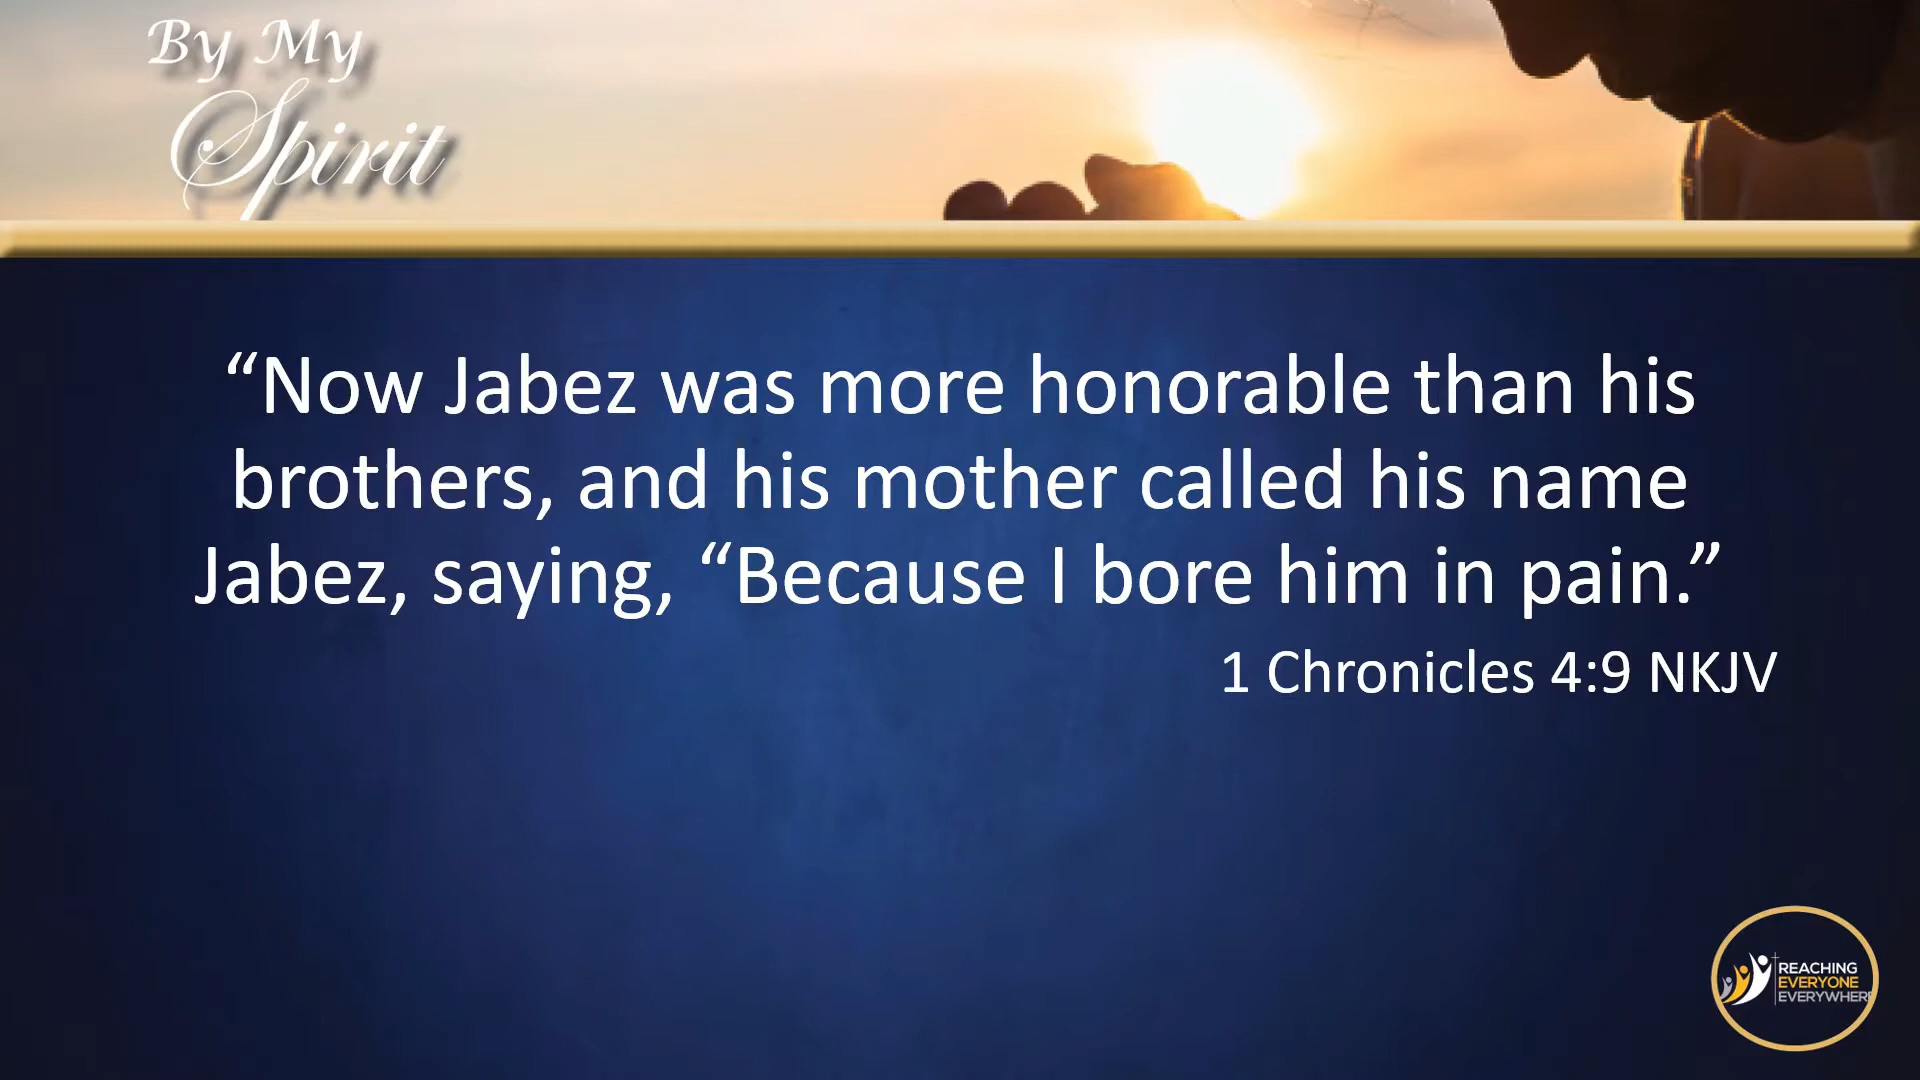 By My
Spirit
“Now Jabez was more honorable than his
brothers, and his mother called his name
Jabez, saying, “Because I bore him in pain.”
1 Chronicles 4:9 NKJV
REACHING
EVERYONE
EVERYWHERE